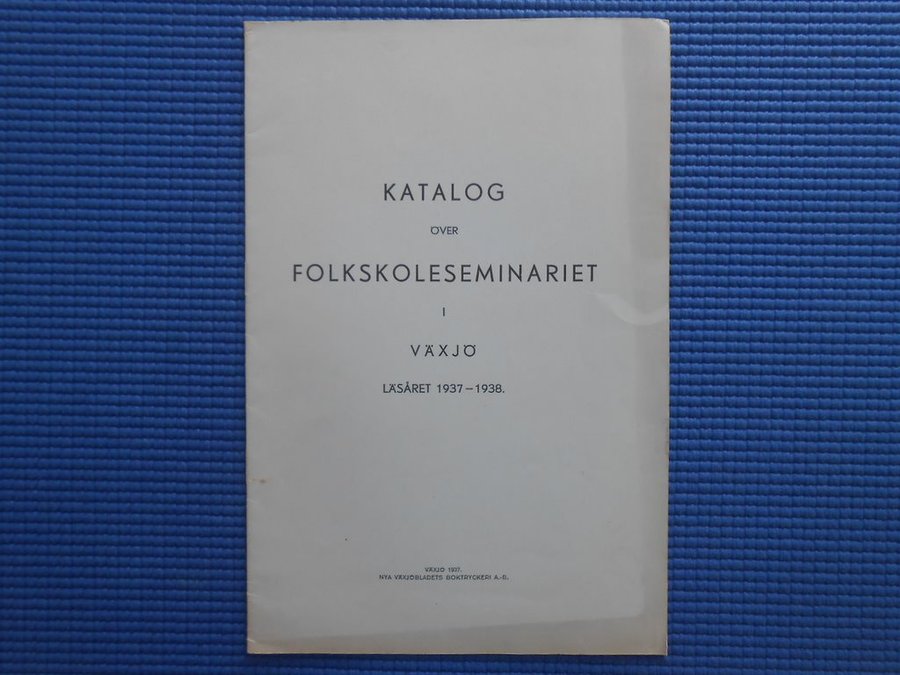 KATALOG
ÖVER
FOLKSKOLESEMINARIET
I
VÄXJÖ
LÄSÅRET 1937–1938.
VÄXJÖ 1937.
NYA VÄXJÖBLADETS BOKTRYCKERI A.-B.